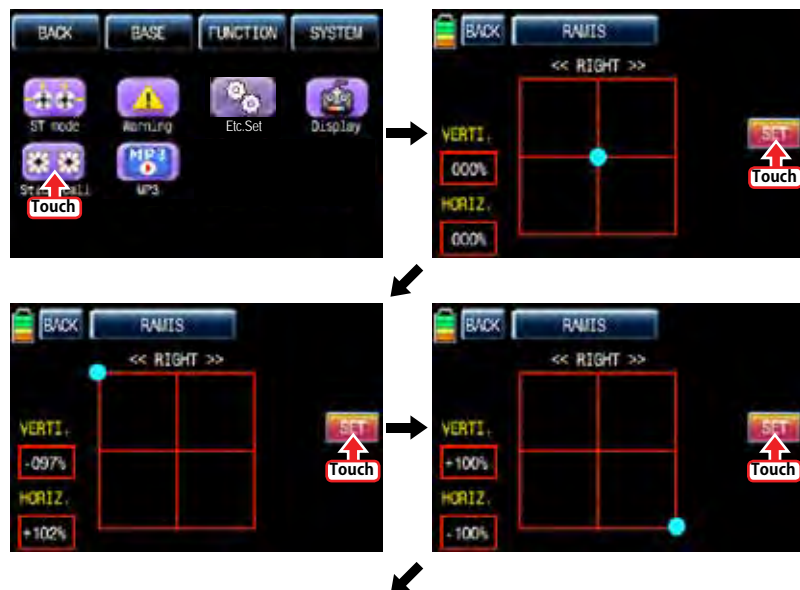 BACK BASE FUNCTION SYSTEM
ST mode Warning Etc.Set Display
MP3
MP3
Touch
BACK RAMIS
<< RIGHT >>
VERTI.
000%
HORIZ.
000%
SET
Touch
BACK RAMIS
<< RIGHT >>
VERTI.
-097%
HORIZ.
+102%
SET
Touch
BACK RAMIS
<< RIGHT >>
VERTI.
+100%
HORIZ.
-100%
SET
Touch